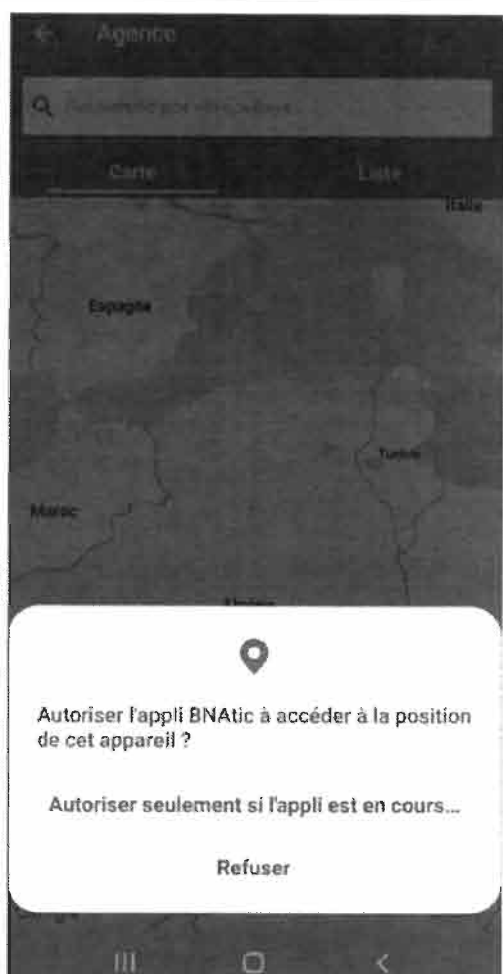 Agence
Carte Liste
Italie
Espagne
Tunisie
Maroc
Algérie
Autoriser l'appli BNAtic à accéder à la position
de cet appareil ?
Autoriser seulement si l'appli est en cours...
Refuser